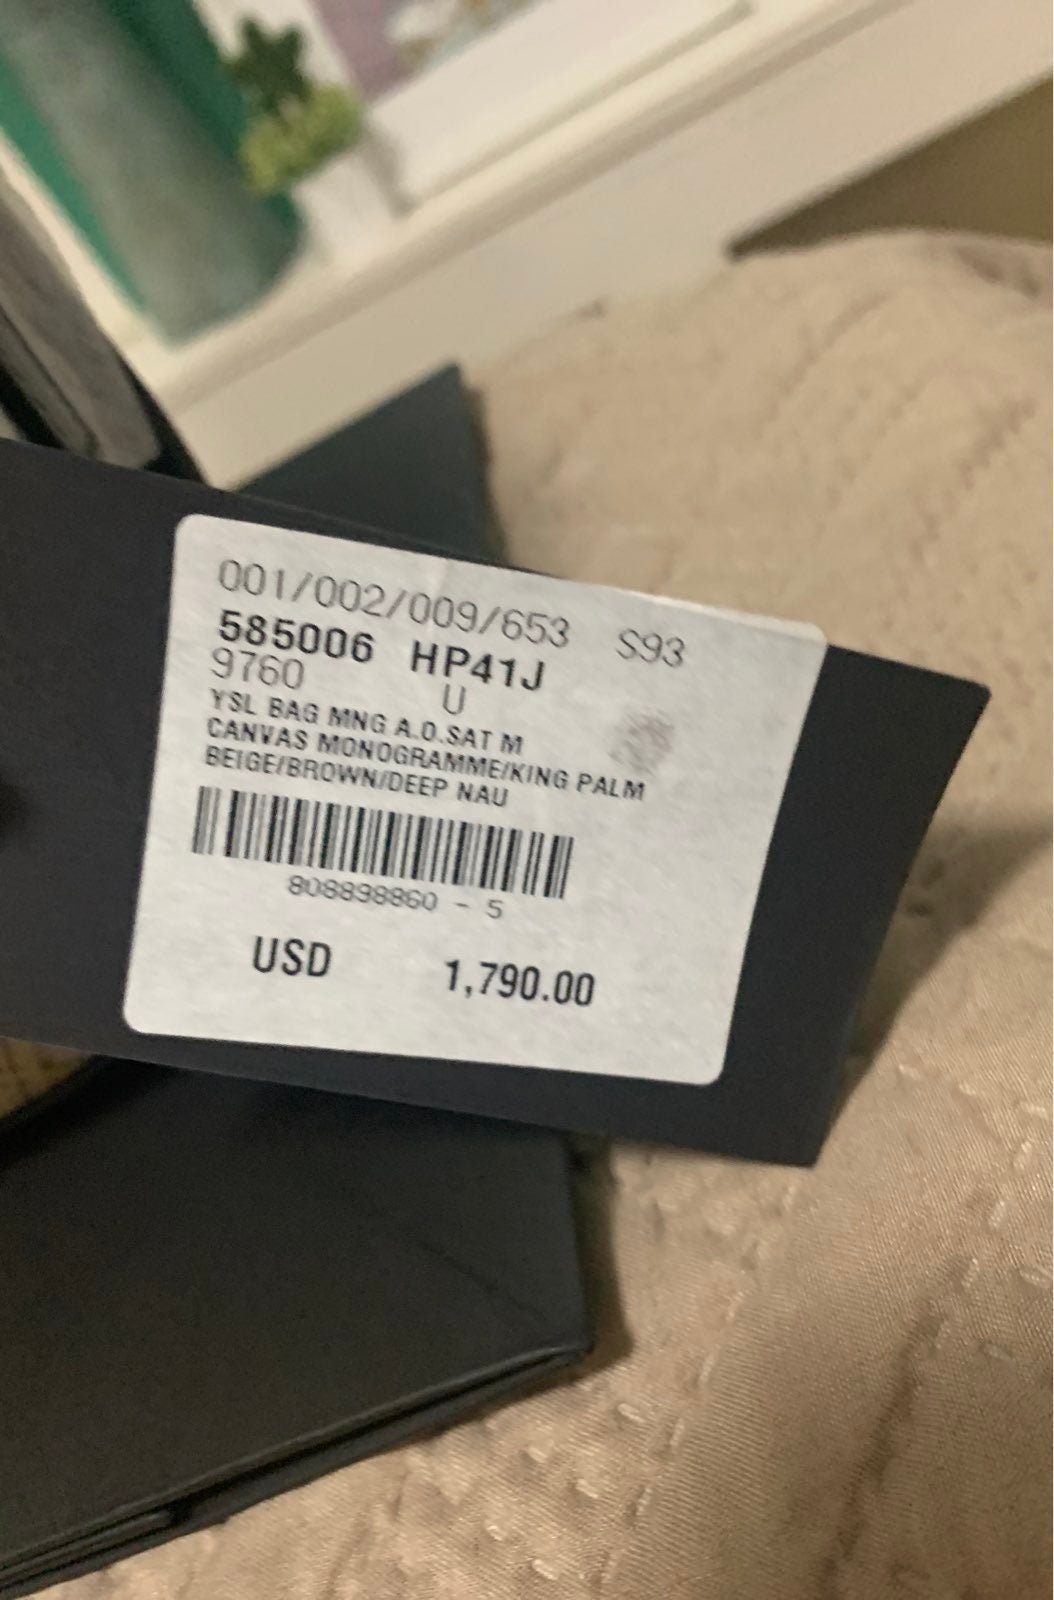 001/002/009/653 S93
585006 HP41J
9760 U
YSL BAG MNG A.O.SAT M
CANVAS MONOGRAMME/KING PALM
BEIGE/BROWN/DEEP NAU
808898860 - 5
USD 1,790.00